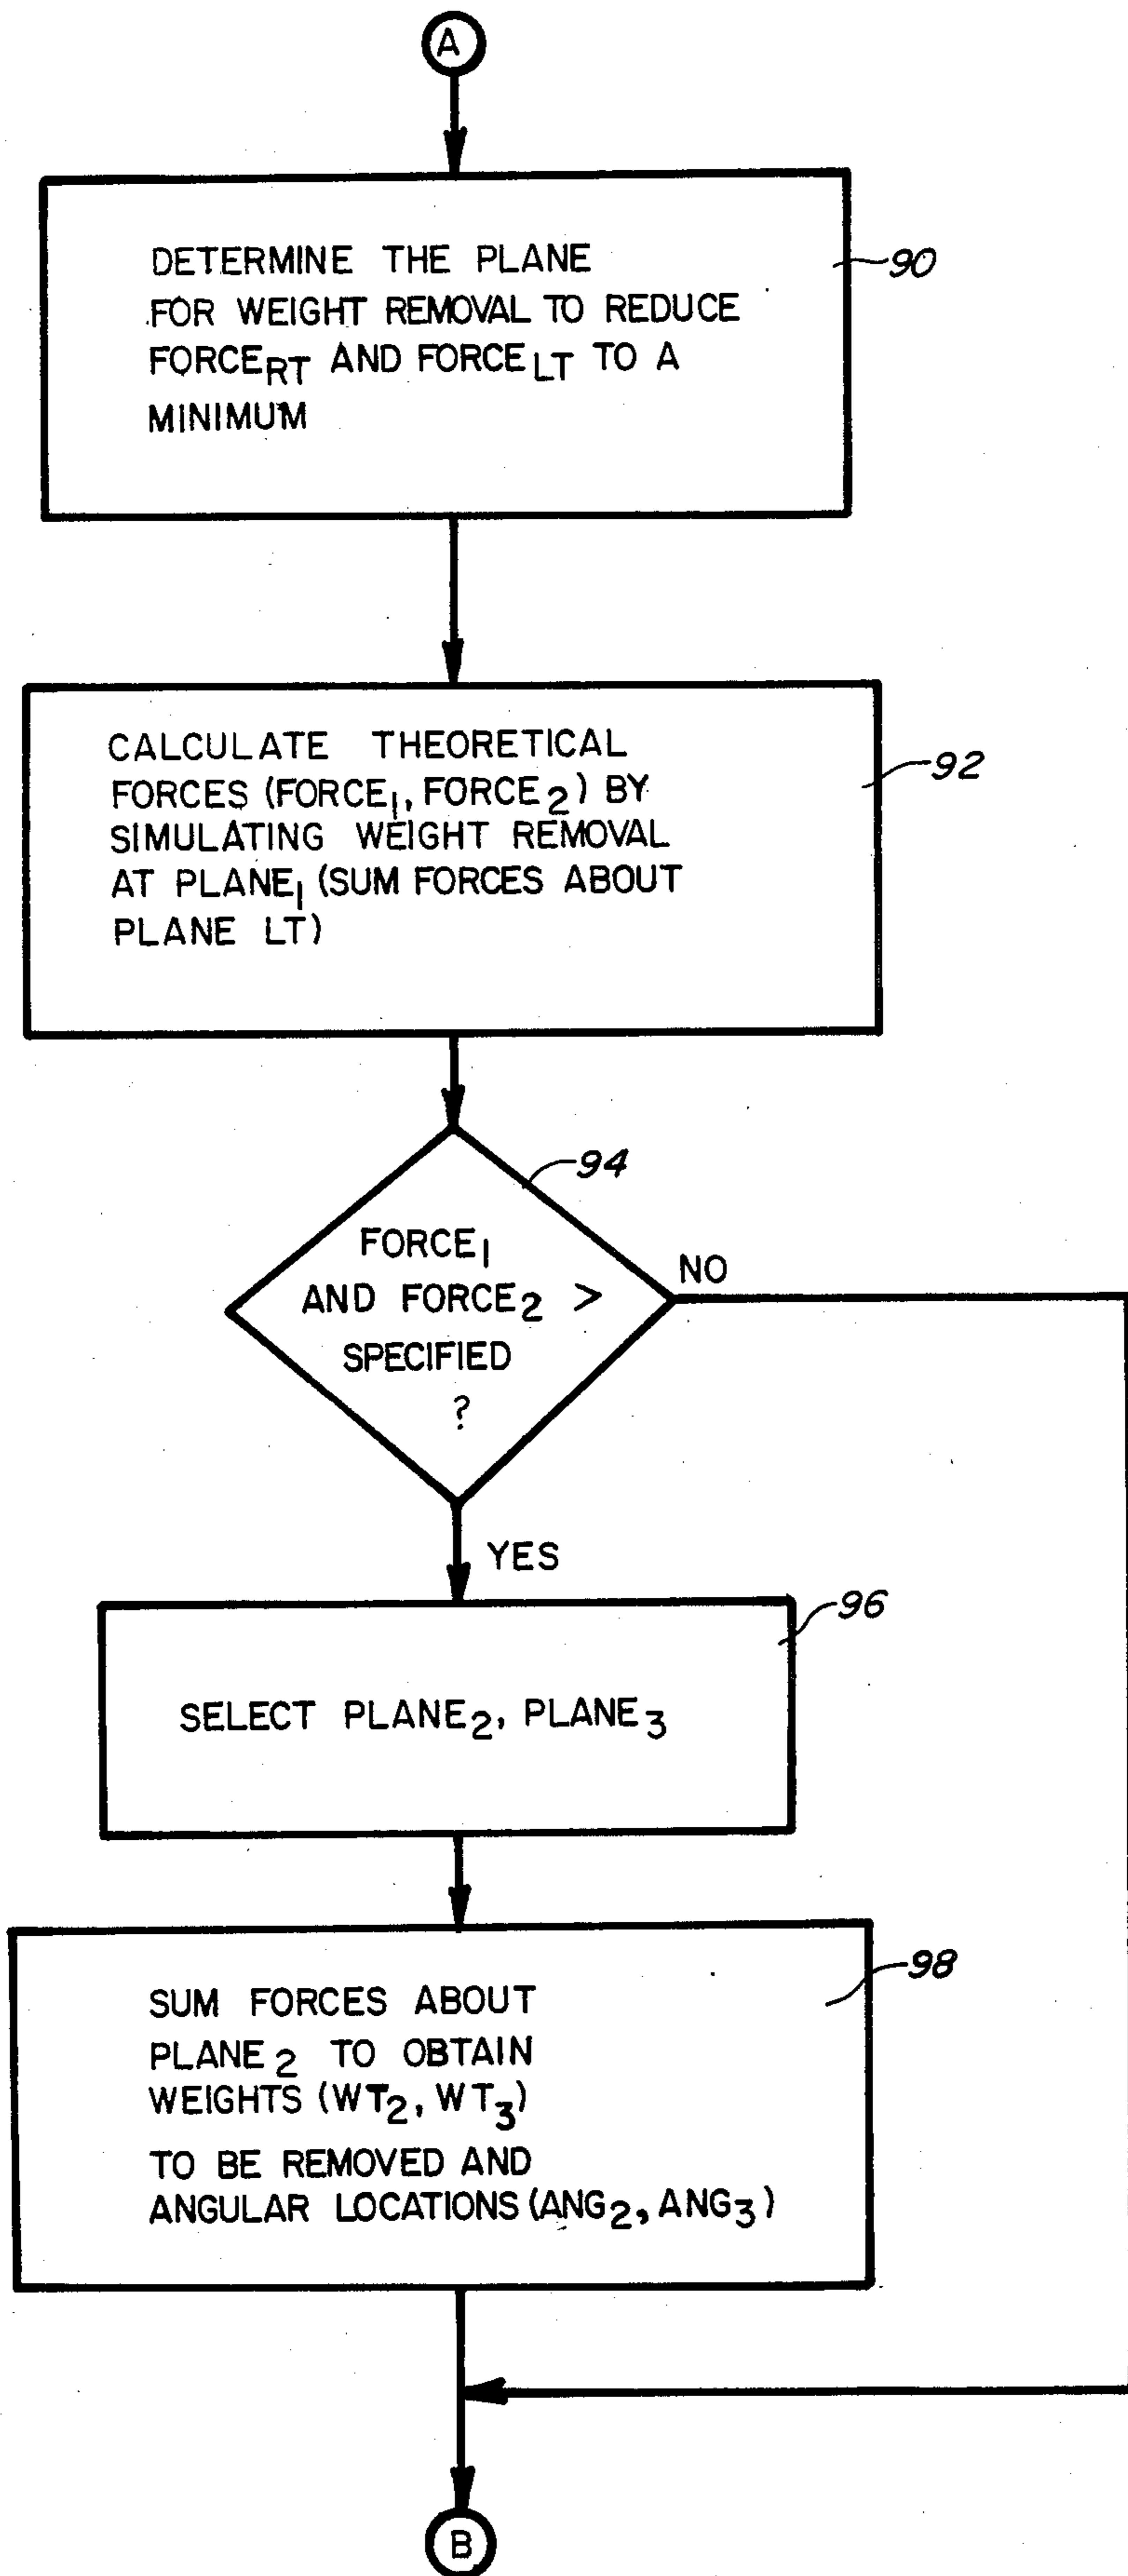 A
DETERMINE THE PLANE
FOR WEIGHT REMOVAL TO REDUCE
FORCE_RT AND FORCE_LT TO A
MINIMUM
90
CALCULATE THEORETICAL
FORCES (FORCE₁, FORCE₂) BY
SIMULATING WEIGHT REMOVAL
AT PLANE₁ (SUM FORCES ABOUT
PLANE LT)
92
94
FORCE₁
AND FORCE₂ >
SPECIFIED
?
NO
YES
96
SELECT PLANE₂, PLANE₃
98
SUM FORCES ABOUT
PLANE₂ TO OBTAIN
WEIGHTS (WT₂, WT₃)
TO BE REMOVED AND
ANGULAR LOCATIONS (ANG₂, ANG₃)
B